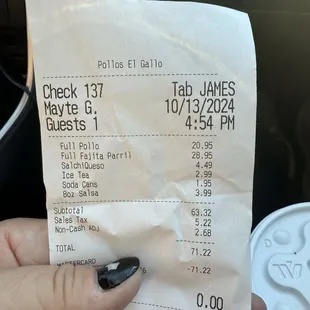 Pollos El Gallo
Check 137 Tab JAMES
Mayte G. 10/13/2024
Guests 1 4:54 PM
Full Pollo 20.95
Full Fajita Parril 28.95
SalchiQueso 4.49
Ice Tea 2.99
Soda Cans 1.95
8oz Salsa 3.99
Subtotal 63.32
Sales Tax 5.22
Non-Cash Adj 2.68
TOTAL 71.22
-71.22
0.00